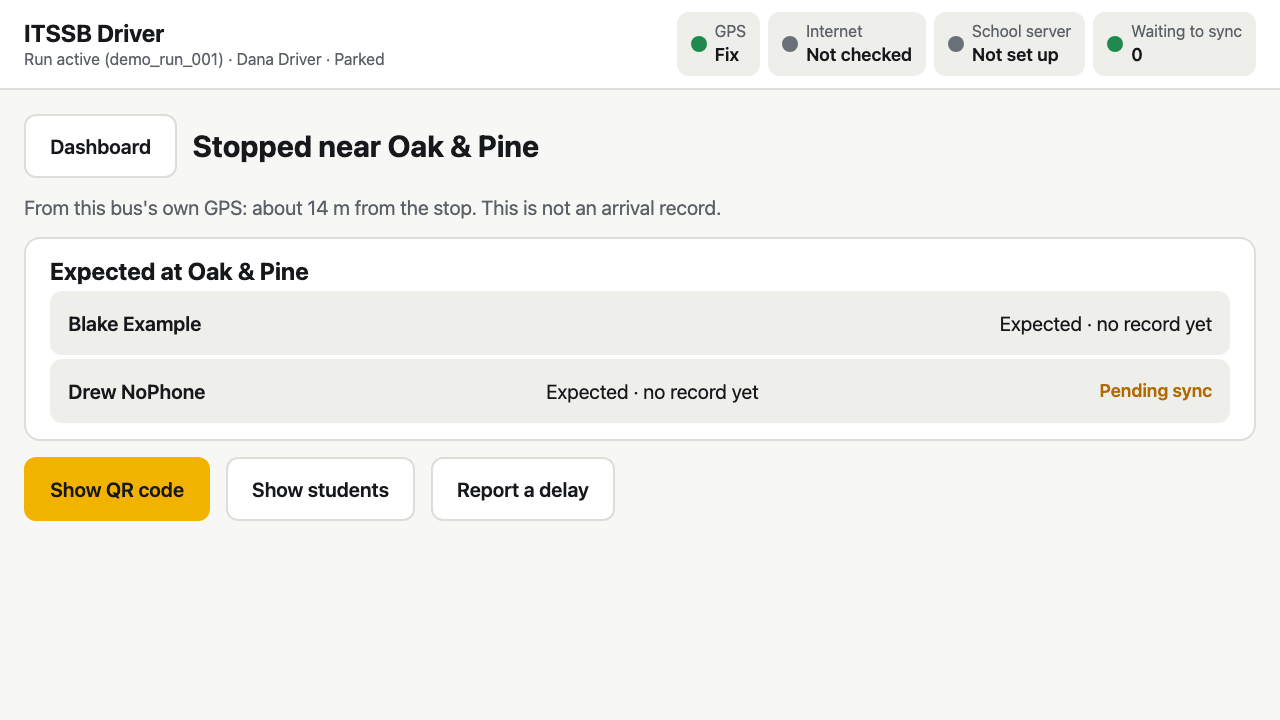 ITSSB Driver
Run active (demo_run_001) · Dana Driver · Parked
GPS
Fix
Internet
Not checked
School server
Not set up
Waiting to sync
0
Dashboard
Stopped near Oak & Pine
From this bus's own GPS: about 14 m from the stop. This is not an arrival record.
Expected at Oak & Pine
Blake Example Expected · no record yet
Drew NoPhone Expected · no record yet Pending sync
Show QR code
Show students
Report a delay